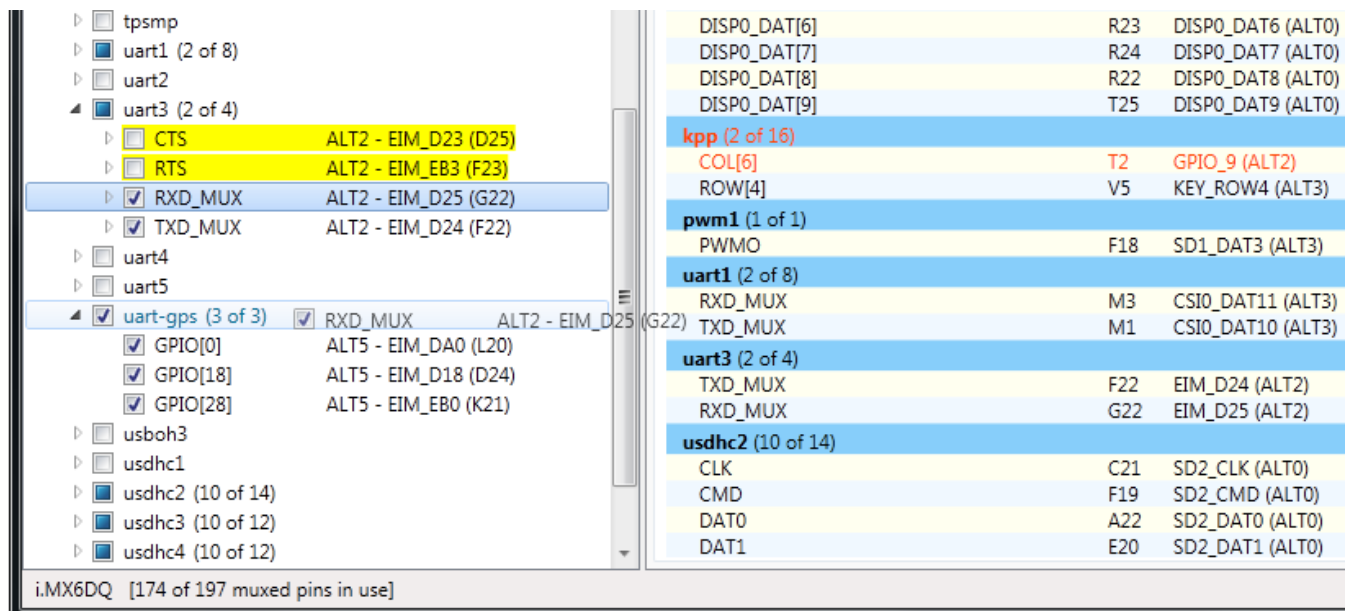 tpsmp
uart1 (2 of 8)
uart2
uart3 (2 of 4)
CTS ALT2 - EIM_D23 (D25)
RTS ALT2 - EIM_EB3 (F23)
RXD_MUX ALT2 - EIM_D25 (G22)
TXD_MUX ALT2 - EIM_D24 (F22)
uart4
uart5
uart-gps (3 of 3) RXD_MUX ALT2 - EIM_D25 (G22)
GPIO[0] ALT5 - EIM_DA0 (L20)
GPIO[18] ALT5 - EIM_D18 (D24)
GPIO[28] ALT5 - EIM_EB0 (K21)
usboh3
usdhc1
usdhc2 (10 of 14)
usdhc3 (10 of 12)
usdhc4 (10 of 12)
DISP0_DAT[6] R23 DISP0_DAT6 (ALT0)
DISP0_DAT[7] R24 DISP0_DAT7 (ALT0)
DISP0_DAT[8] R22 DISP0_DAT8 (ALT0)
DISP0_DAT[9] T25 DISP0_DAT9 (ALT0)
kpp (2 of 16)
COL[6] T2 GPIO_9 (ALT2)
ROW[4] V5 KEY_ROW4 (ALT3)
pwm1 (1 of 1)
PWMO F18 SD1_DAT3 (ALT3)
uart1 (2 of 8)
RXD_MUX M3 CSI0_DAT11 (ALT3)
TXD_MUX M1 CSI0_DAT10 (ALT3)
uart3 (2 of 4)
TXD_MUX F22 EIM_D24 (ALT2)
RXD_MUX G22 EIM_D25 (ALT2)
usdhc2 (10 of 14)
CLK C21 SD2_CLK (ALT0)
CMD F19 SD2_CMD (ALT0)
DAT0 A22 SD2_DAT0 (ALT0)
DAT1 E20 SD2_DAT1 (ALT0)
i.MX6DQ [174 of 197 muxed pins in use]